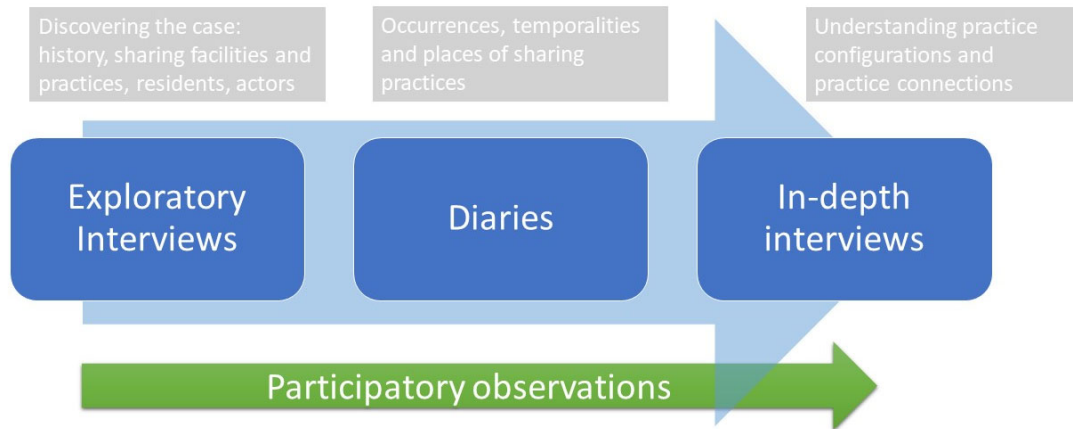 Discovering the case:
history, sharing facilities and
practices, residents, actors
Occurrences, temporalities
and places of sharing
practices
Understanding practice
configurations and
practice connections
Exploratory
Interviews
Diaries
In-depth
interviews
Participatory observations